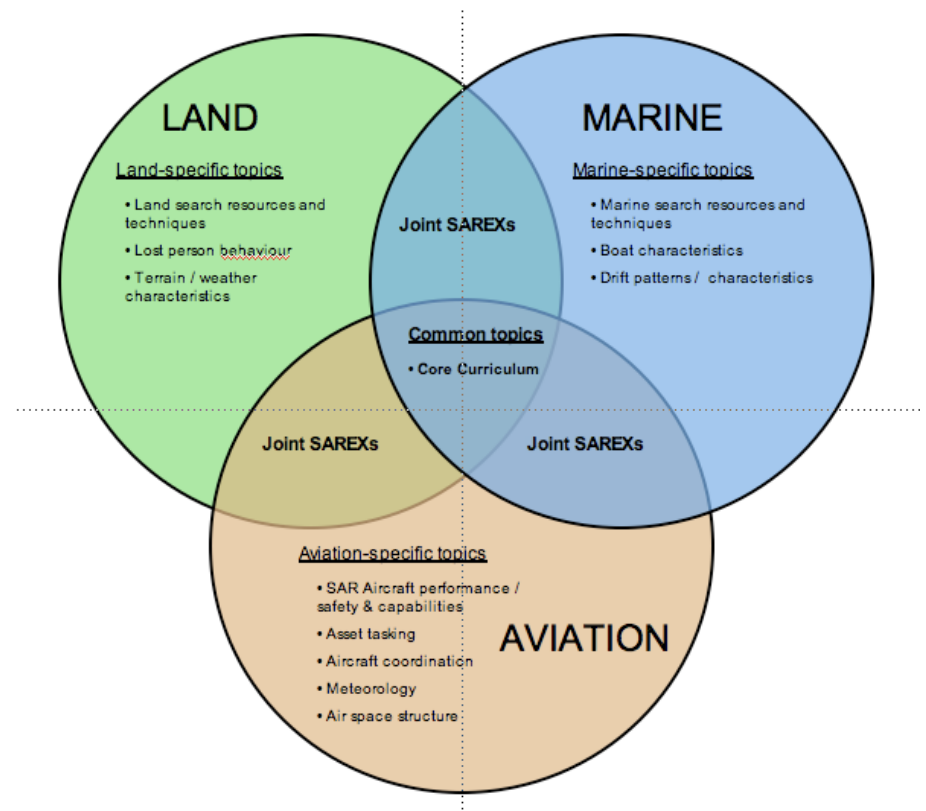 LAND
Land-specific topics
• Land search resources and
techniques
• Lost person behaviour
• Terrain / weather
characteristics
MARINE
Marine-specific topics
• Marine search resources and
techniques
• Boat characteristics
• Drift patterns / characteristics
Joint SAREXs
Common topics
• Core Curriculum
Joint SAREXs
Joint SAREXs
Aviation-specific topics
• SAR Aircraft performance /
safety & capabilities
• Asset tasking
• Aircraft coordination
• Meteorology
• Air space structure
AVIATION